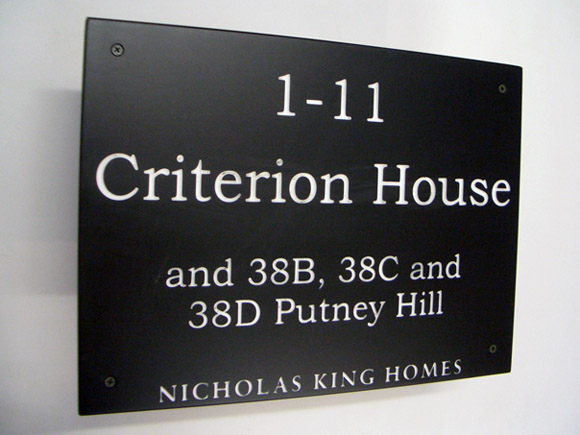 1-11
Criterion House
and 38B, 38C and
38D Putney Hill
NICHOLAS KING HOMES